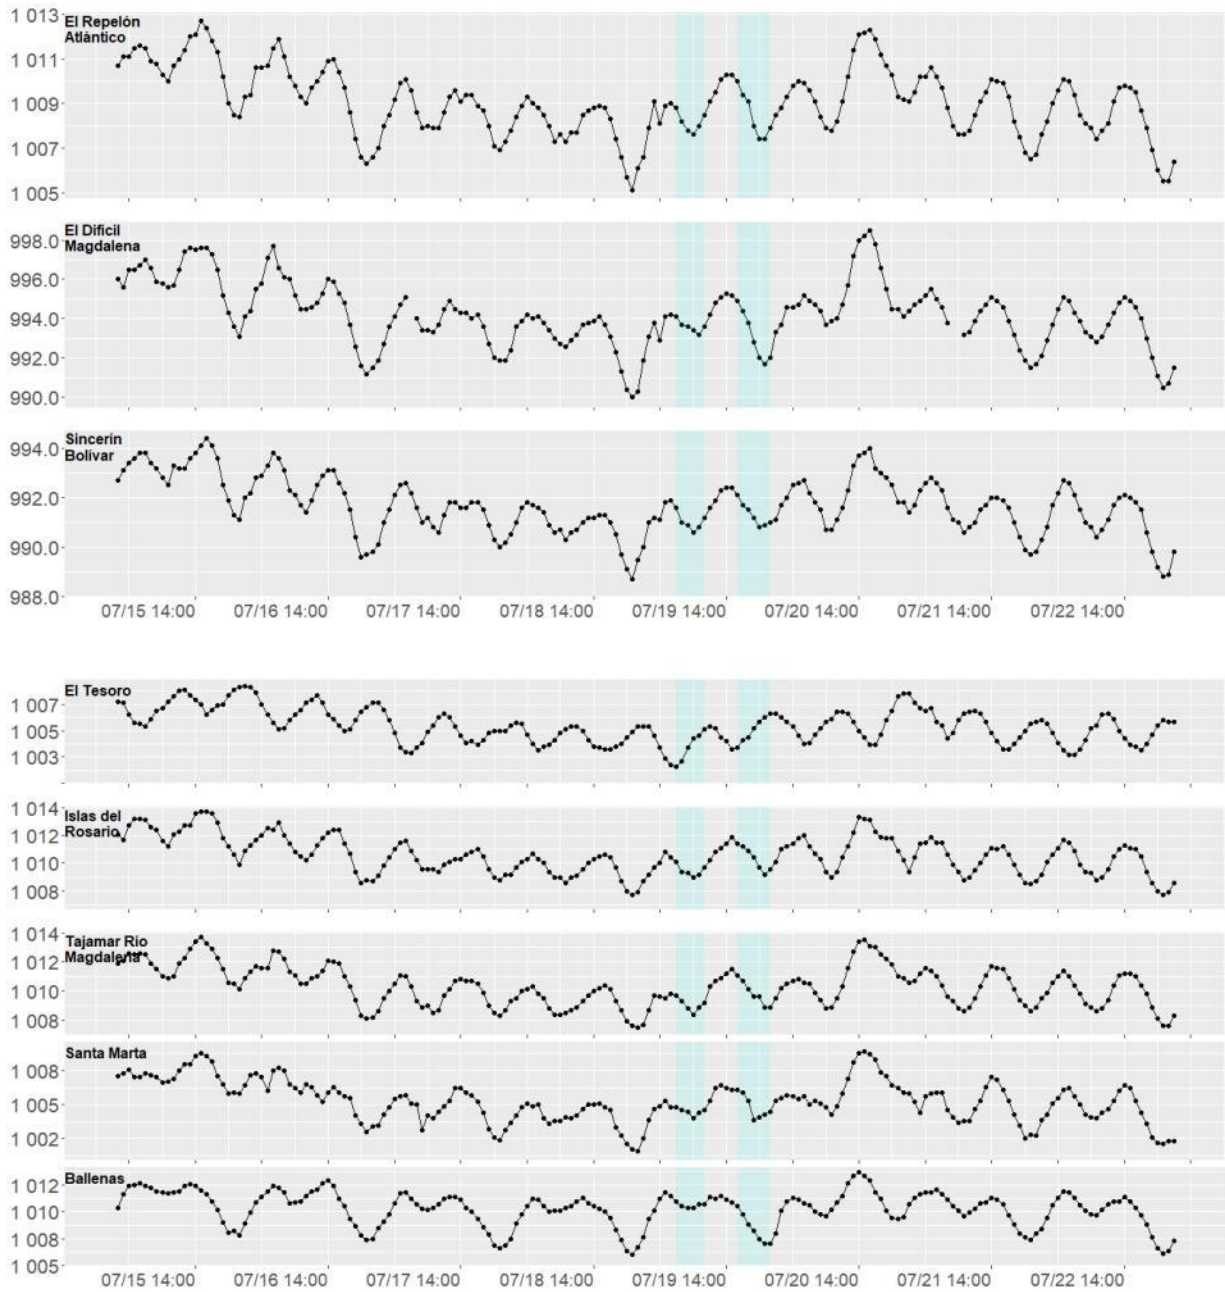 1 013
El Repelón
Atlántico
1 011
1 009
1 007
1 005
El Difícil
Magdalena
998.0
996.0
994.0
992.0
990.0
Sincerín
Bolívar
994.0
992.0
990.0
988.0
07/15 14:00 07/16 14:00 07/17 14:00 07/18 14:00 07/19 14:00 07/20 14:00 07/21 14:00 07/22 14:00
El Tesoro
1 007
1 005
1 003
1 014
Islas del
Rosario
1 012
1 010
1 008
1 014
Tajamar Río
Magdalena
1 012
1 010
1 008
Santa Marta
1 008
1 005
1 002
Ballenas
1 012
1 010
1 008
1 005
07/15 14:00 07/16 14:00 07/17 14:00 07/18 14:00 07/19 14:00 07/20 14:00 07/21 14:00 07/22 14:00